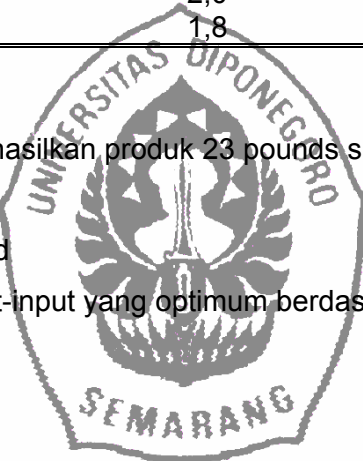 1,8
UNIVERSITAS DIPONEGORO
hasilkan produk 23 pounds s
d
t-input yang optimum berdas
SEMARANG